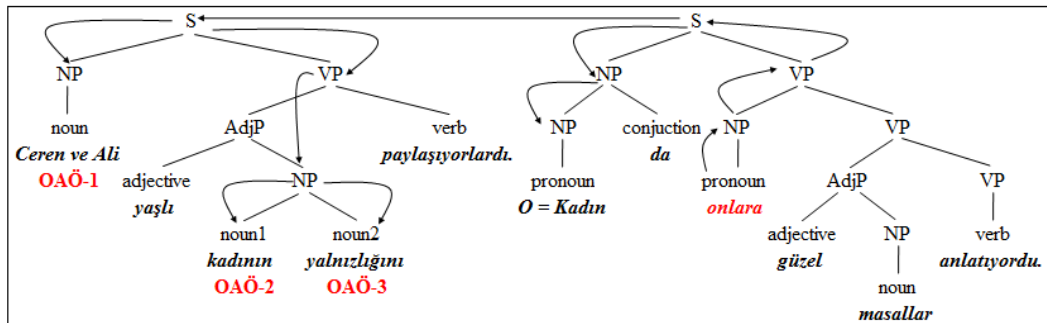 S S
NP VP NP VP
noun AdjP verb NP conjuction NP VP
Ceren ve Ali paylaşıyorlardı. da
OAÖ-1 adjective NP pronoun pronoun AdjP VP
yaşlı O = Kadın onlara
noun1 noun2 adjective NP verb
kadının yalnızlığını güzel anlatıyordu.
OAÖ-2 OAÖ-3 noun
masallar